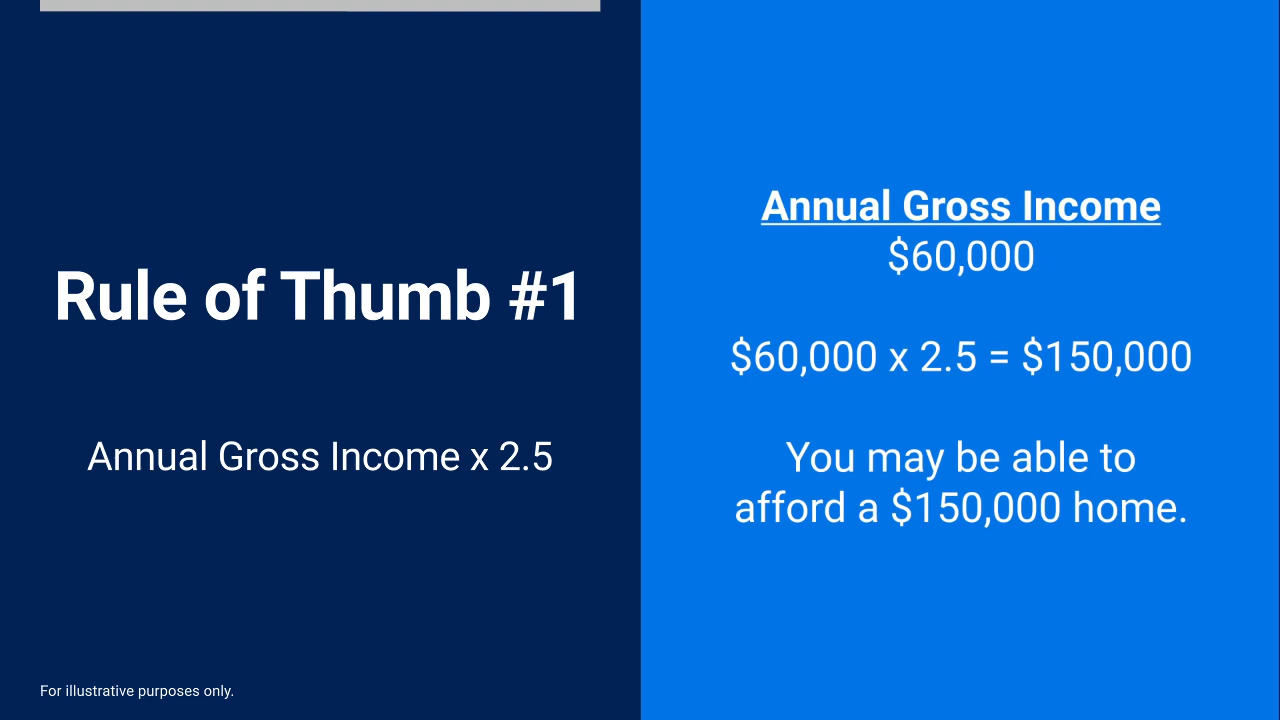 Rule of Thumb #1
Annual Gross Income x 2.5
For illustrative purposes only.
Annual Gross Income
$60,000
$60,000 x 2.5 = $150,000
You may be able to
afford a $150,000 home.